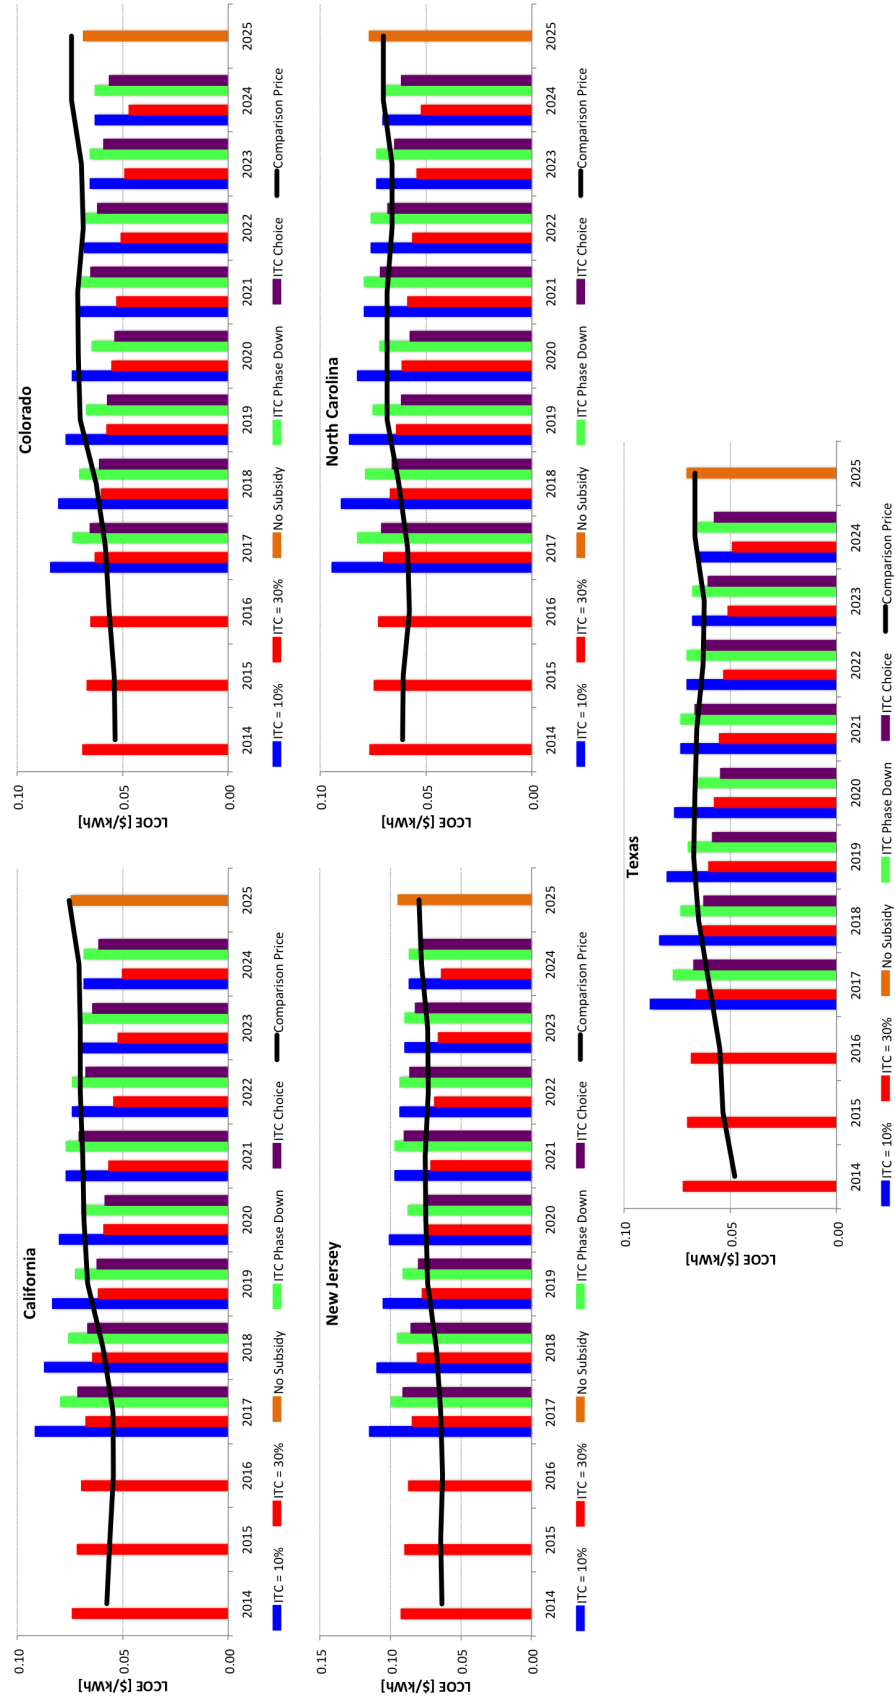 California
LCOE [$/kWh]
0.10
0.05
0.00
2014 2015 2016 2017 2018 2019 2020 2021 2022 2023 2024 2025
ITC = 10% ITC = 30% No Subsidy ITC Phase Down ITC Choice Comparison Price
Colorado
LCOE [$/kWh]
0.10
0.05
0.00
2014 2015 2016 2017 2018 2019 2020 2021 2022 2023 2024 2025
ITC = 10% ITC = 30% No Subsidy ITC Phase Down ITC Choice Comparison Price
New Jersey
LCOE [$/kWh]
0.15
0.10
0.05
0.00
2014 2015 2016 2017 2018 2019 2020 2021 2022 2023 2024 2025
ITC = 10% ITC = 30% No Subsidy ITC Phase Down ITC Choice Comparison Price
North Carolina
LCOE [$/kWh]
0.10
0.05
0.00
2014 2015 2016 2017 2018 2019 2020 2021 2022 2023 2024 2025
ITC = 10% ITC = 30% No Subsidy ITC Phase Down ITC Choice Comparison Price
Texas
LCOE [$/kWh]
0.10
0.05
0.00
2014 2015 2016 2017 2018 2019 2020 2021 2022 2023 2024 2025
ITC = 10% ITC = 30% No Subsidy ITC Phase Down ITC Choice Comparison Price